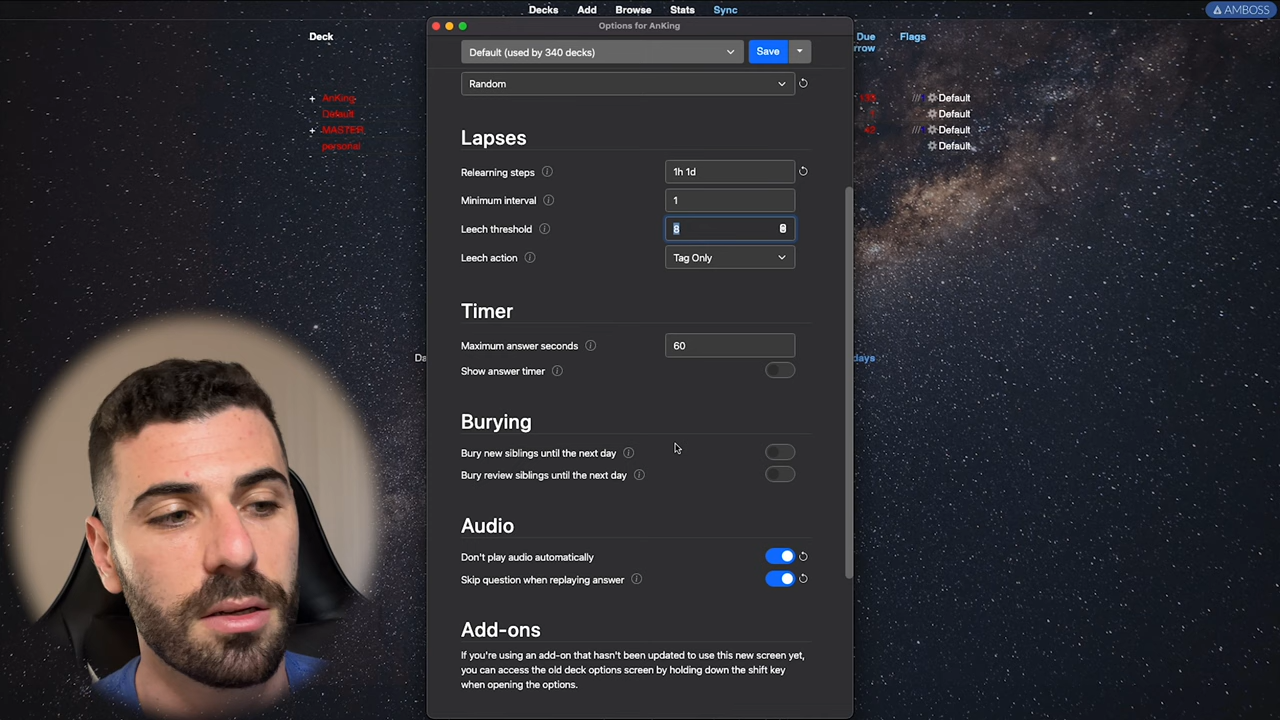 Decks Add Browse Stats Sync
AMBOSS
Options for AnKing
Deck
Due
Flags
Default (used by 340 decks)
Save
Random
AnKing
Default
Default
Default
MASTER
Default
personal
Default
Lapses
Relearning steps 1h 1d
Minimum interval 1
Leech threshold 8
Leech action Tag Only
Timer
Maximum answer seconds 60
Show answer timer
days
Burying
Bury new siblings until the next day
Bury review siblings until the next day
Audio
Don't play audio automatically
Skip question when replaying answer
Add-ons
If you're using an add-on that hasn't been updated to use this new screen yet,
you can access the old deck options screen by holding down the shift key
when opening the options.